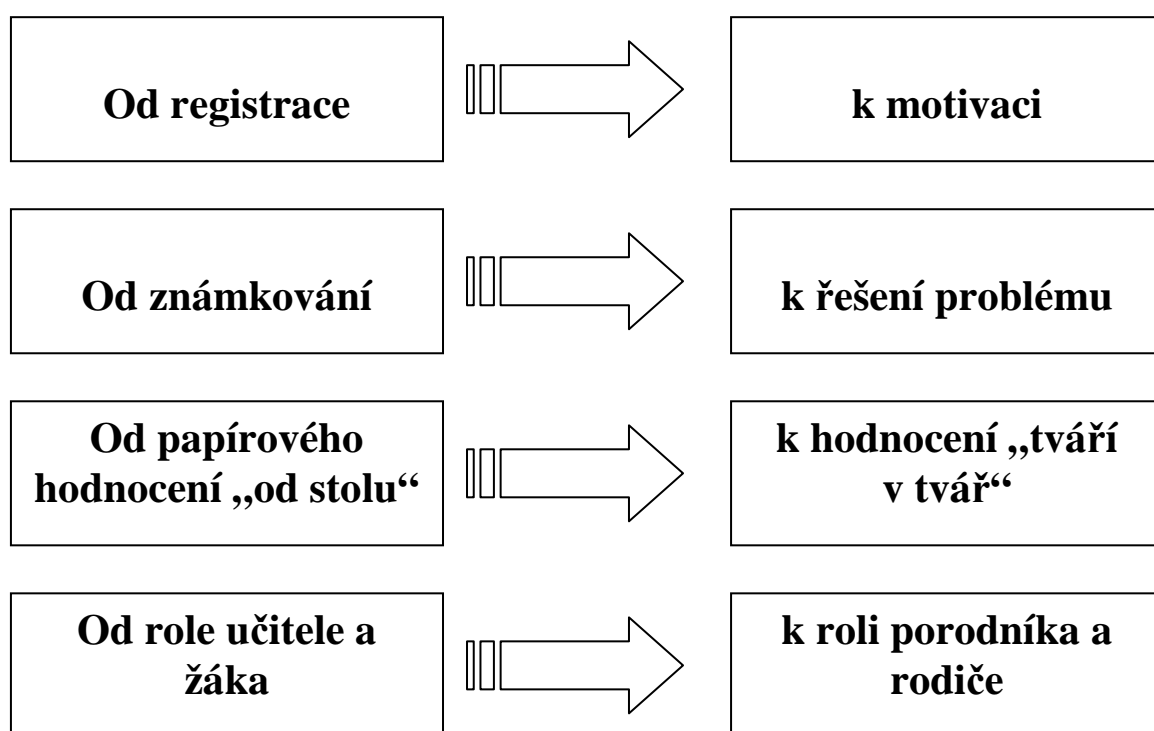 Od registrace
k motivaci
Od známkování
k řešení problému
Od papírového
hodnocení „od stolu“
k hodnocení „tváří
v tvář“
Od role učitele a
žáka
k roli porodníka a
rodiče